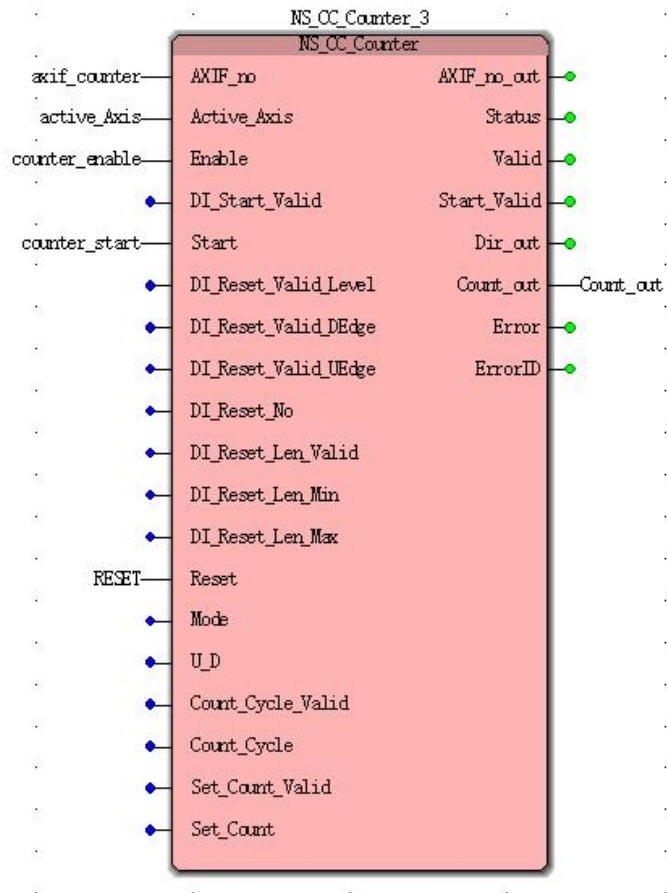 NS_CC_Counter_3
NS_CC_Counter
axif_counter AXIF_no AXIF_no_out
active_Axis Active_Axis Status
counter_enable Enable Valid
DI_Start_Valid Start_Valid
counter_start Start Dir_out
DI_Reset_Valid_Level Count_out Count_out
DI_Reset_Valid_DEdge Error
DI_Reset_Valid_UEdge ErrorID
DI_Reset_No
DI_Reset_Len_Valid
DI_Reset_Len_Min
DI_Reset_Len_Max
RESET Reset
Mode
U_D
Count_Cycle_Valid
Count_Cycle
Set_Count_Valid
Set_Count